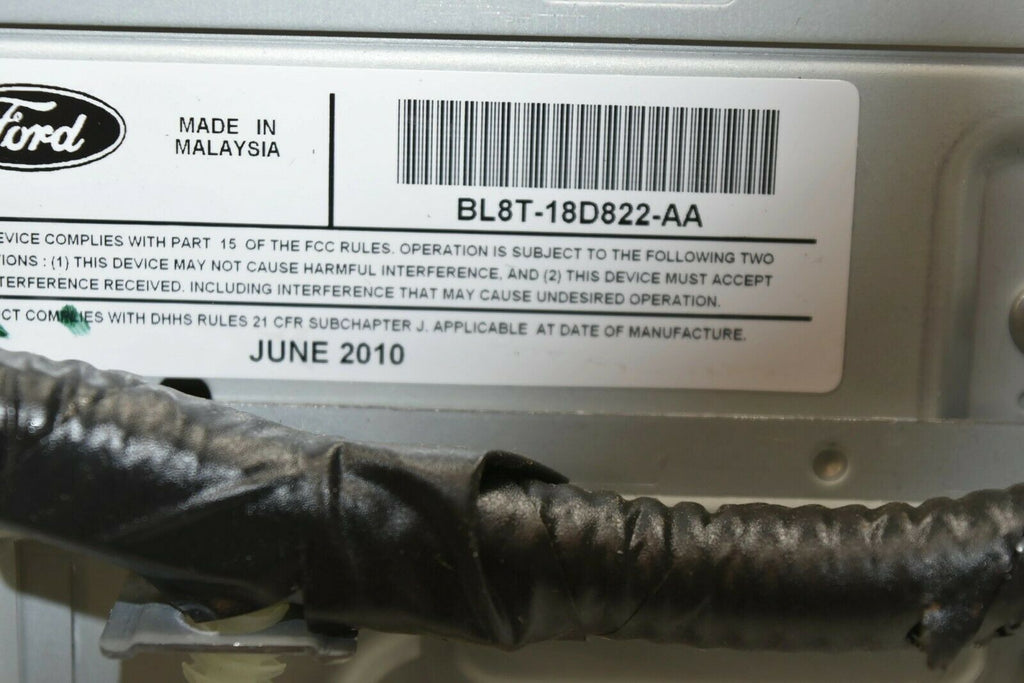 Ford
MADE IN
MALAYSIA
BL8T-18D822-AA
EVICE COMPLIES WITH PART 15 OF THE FCC RULES. OPERATION IS SUBJECT TO THE FOLLOWING TWO
TIONS : (1) THIS DEVICE MAY NOT CAUSE HARMFUL INTERFERENCE, AND (2) THIS DEVICE MUST ACCEPT
TERFERENCE RECEIVED. INCLUDING INTERFERENCE THAT MAY CAUSE UNDESIRED OPERATION.
CT COMPLIES WITH DHHS RULES 21 CFR SUBCHAPTER J. APPLICABLE AT DATE OF MANUFACTURE.
JUNE 2010